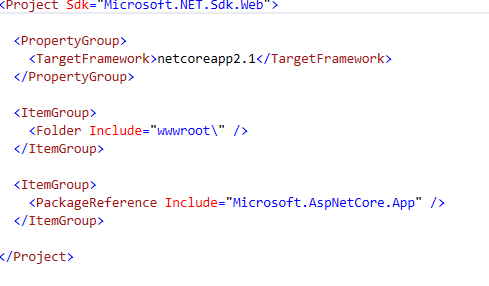 <Project Sdk="Microsoft.NET.Sdk.Web">
<PropertyGroup>
<TargetFramework>netcoreapp2.1</TargetFramework>
</PropertyGroup>
<ItemGroup>
<Folder Include="wwwroot\" />
</ItemGroup>
<ItemGroup>
<PackageReference Include="Microsoft.AspNetCore.App" />
</ItemGroup>
</Project>